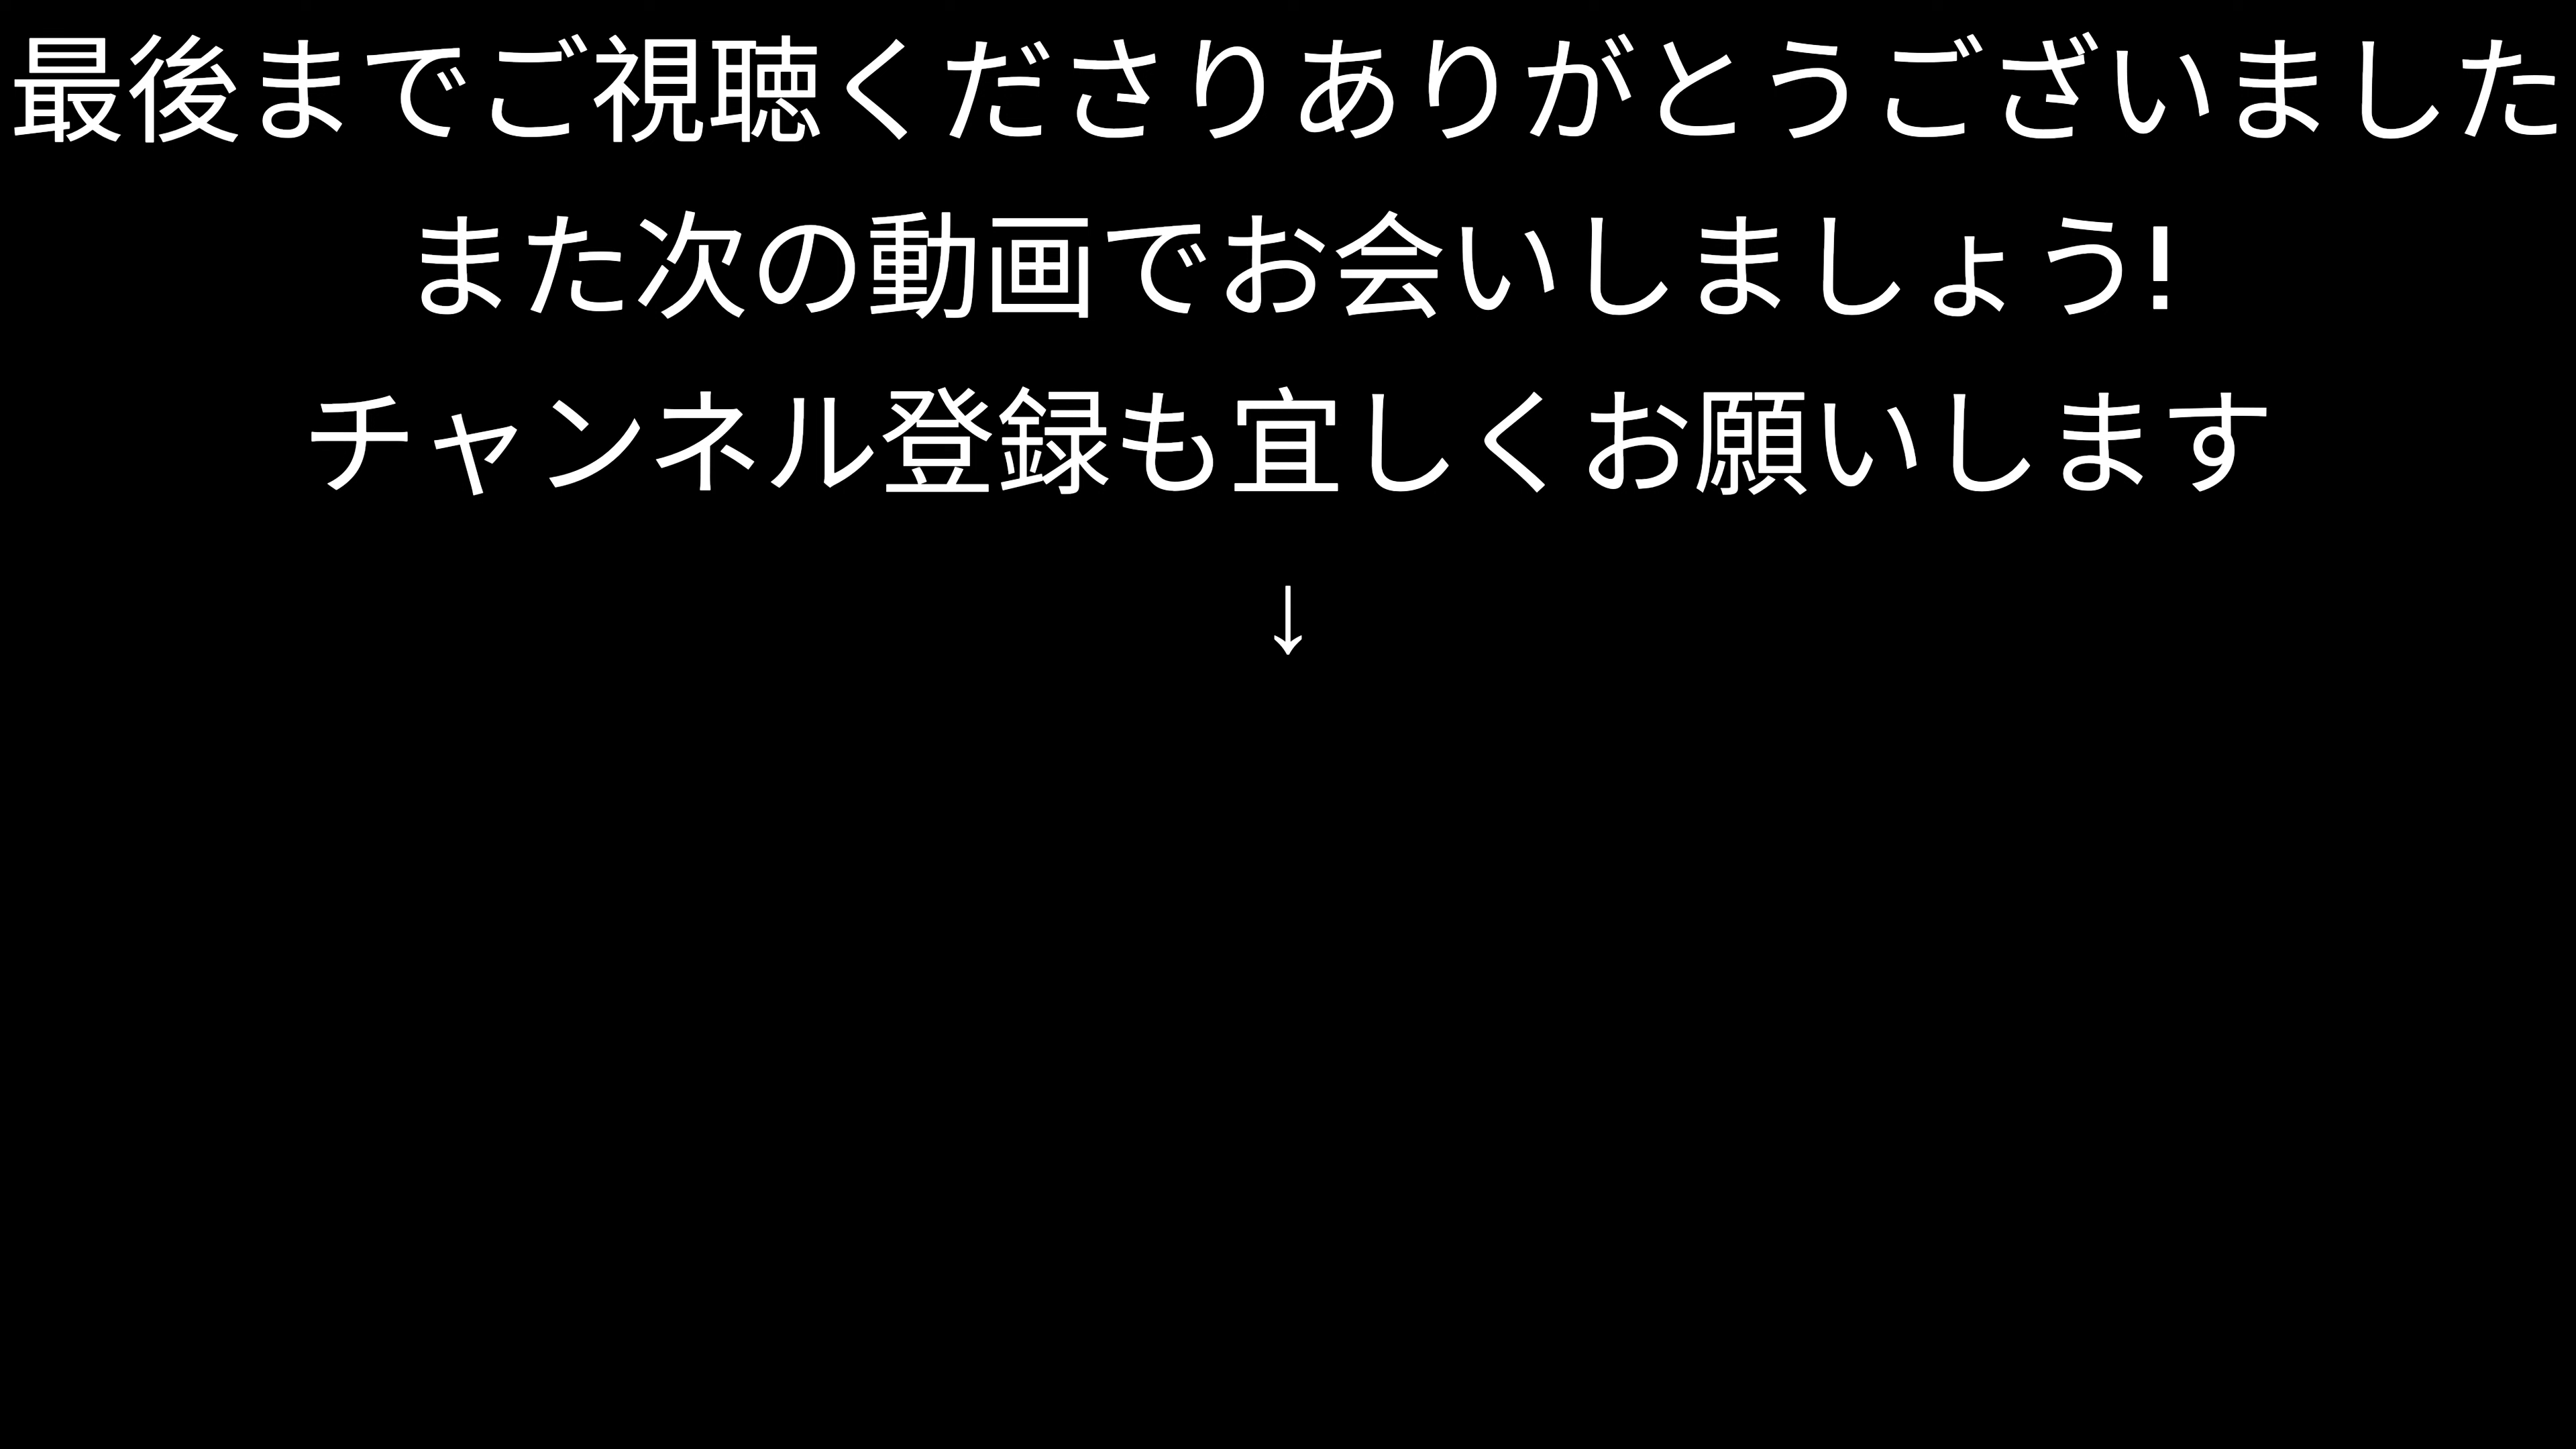 最後までご視聴くださりありがとうございました
また次の動画でお会いしましょう!
チャンネル登録も宜しくお願いします
↓